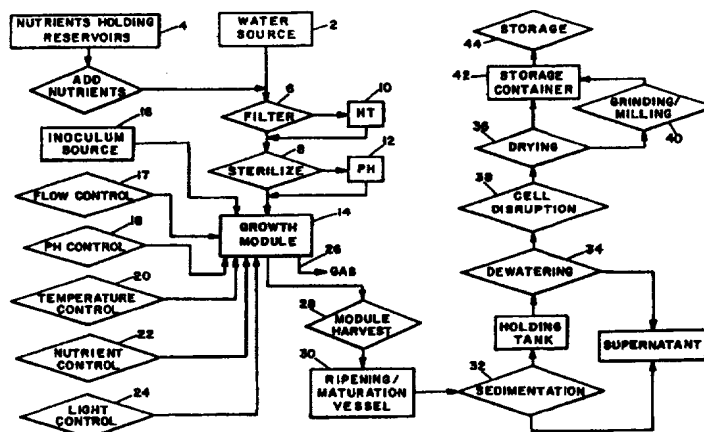 NUTRIENTS HOLDING
RESERVOIRS
4
WATER
SOURCE
2
ADD
NUTRIENTS
6
FILTER
10
HT
16
INOCULUM
SOURCE
8
STERILIZE
12
PH
17
FLOW CONTROL
14
GROWTH
MODULE
18
PH CONTROL
26
GAS
20
TEMPERATURE
CONTROL
28
MODULE
HARVEST
22
NUTRIENT
CONTROL
30
RIPENING/
MATURATION
VESSEL
24
LIGHT
CONTROL
44
STORAGE
42
STORAGE
CONTAINER
GRINDING/
MILLING
40
36
DRYING
38
CELL
DISRUPTION
34
DEWATERING
HOLDING
TANK
SUPERNATANT
32
SEDIMENTATION